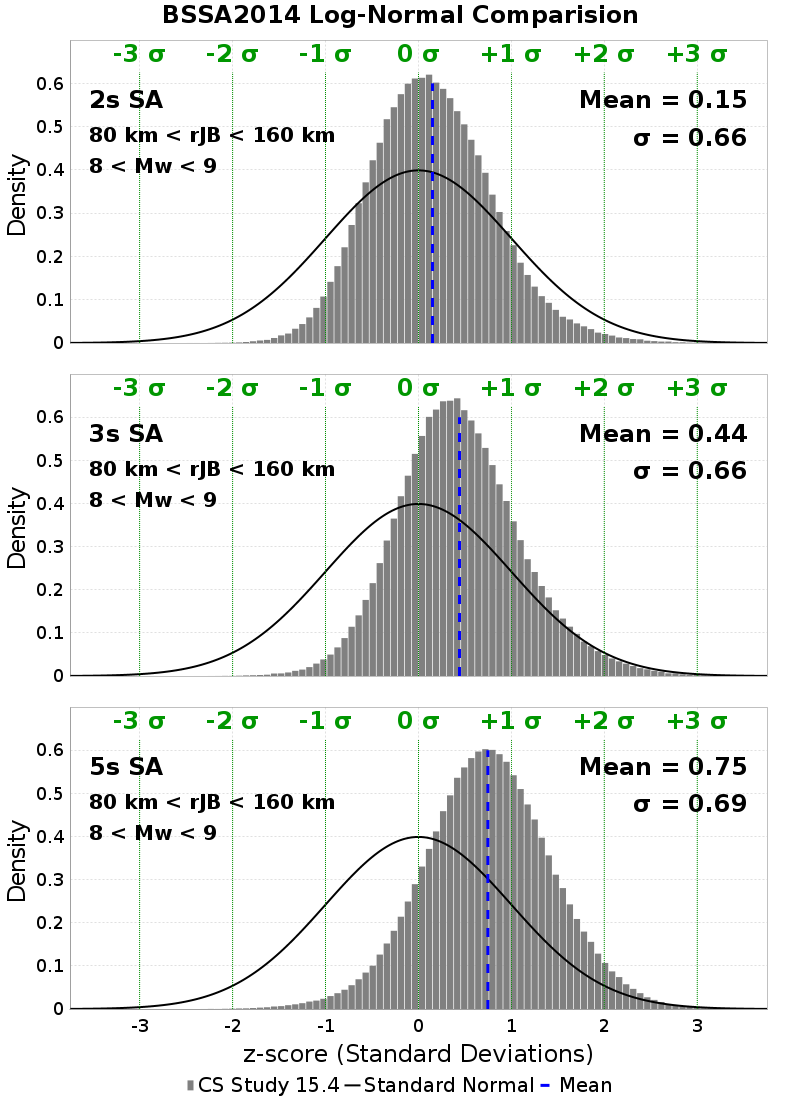 BSSA2014 Log-Normal Comparision
-3 σ -2 σ -1 σ 0 σ +1 σ +2 σ +3 σ
0.6
2s SA Mean = 0.15
0.5
80 km < rJB < 160 km σ = 0.66
8 < Mw < 9
0.4
0.3
Density
0.2
0.1
0
-3 σ -2 σ -1 σ 0 σ +1 σ +2 σ +3 σ
0.6
3s SA Mean = 0.44
0.5
80 km < rJB < 160 km σ = 0.66
8 < Mw < 9
0.4
0.3
Density
0.2
0.1
0
-3 σ -2 σ -1 σ 0 σ +1 σ +2 σ +3 σ
0.6
5s SA Mean = 0.75
0.5
80 km < rJB < 160 km σ = 0.69
8 < Mw < 9
0.4
0.3
Density
0.2
0.1
0
-3 -2 -1 0 1 2 3
z-score (Standard Deviations)
CS Study 15.4 Standard Normal Mean